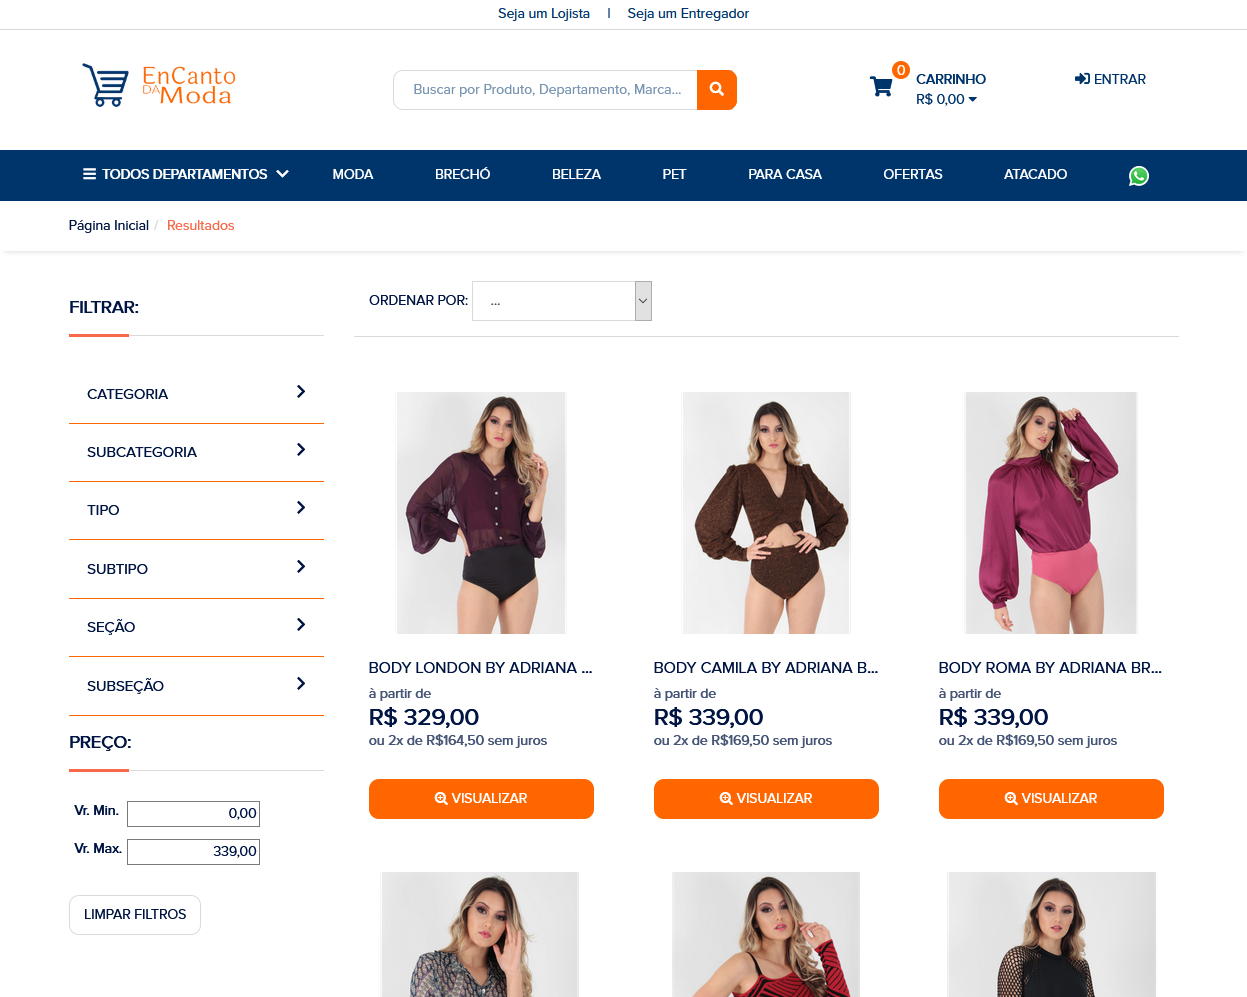 Seja um Lojista | Seja um Entregador
EnCanto
DA Moda
Buscar por Produto, Departamento, Marca...
0
CARRINHO
R$ 0,00
ENTRAR
TODOS DEPARTAMENTOS MODA BRECHÓ BELEZA PET PARA CASA OFERTAS ATACADO
Página Inicial / Resultados
FILTRAR:
CATEGORIA
SUBCATEGORIA
TIPO
SUBTIPO
SEÇÃO
SUBSEÇÃO
PREÇO:
Vr. Min. 0,00
Vr. Max. 339,00
LIMPAR FILTROS
ORDENAR POR: ...
BODY LONDON BY ADRIANA ...
à partir de
R$ 329,00
ou 2x de R$164,50 sem juros
VISUALIZAR
BODY CAMILA BY ADRIANA B...
à partir de
R$ 339,00
ou 2x de R$169,50 sem juros
VISUALIZAR
BODY ROMA BY ADRIANA BR...
à partir de
R$ 339,00
ou 2x de R$169,50 sem juros
VISUALIZAR